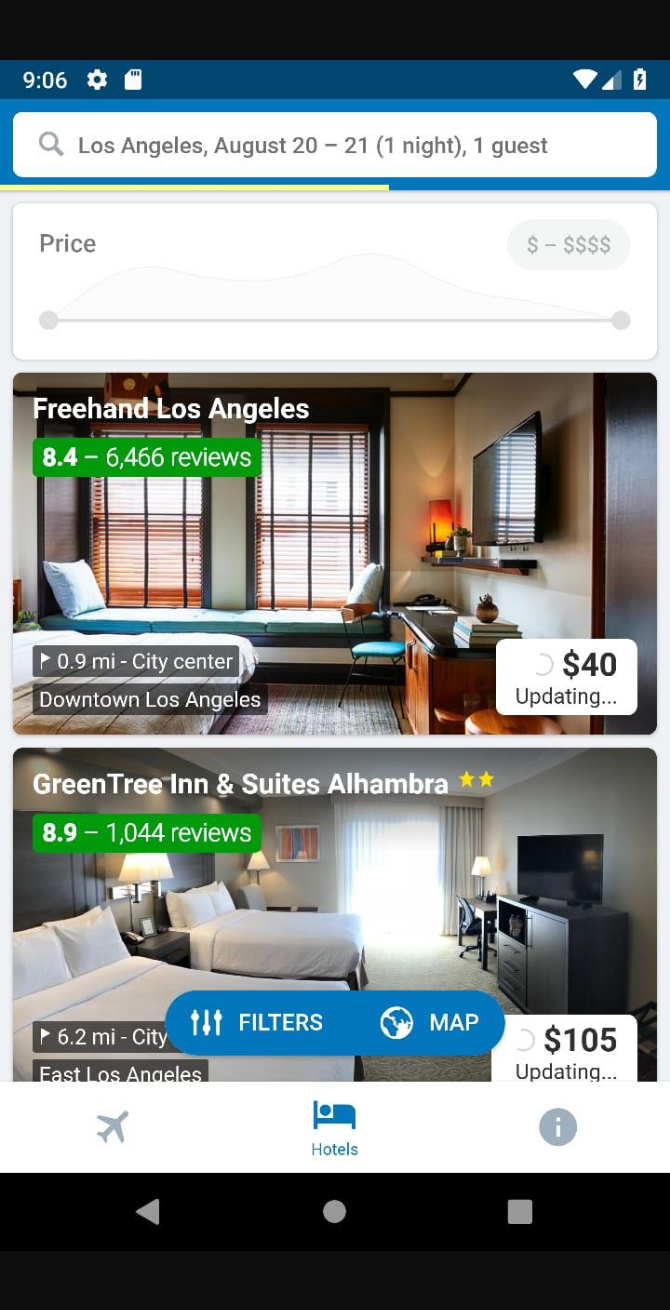 9:06
Los Angeles, August 20 – 21 (1 night), 1 guest
Price
$ – $$$$
Freehand Los Angeles
8.4 – 6,466 reviews
0.9 mi - City center
Downtown Los Angeles
$40
Updating...
GreenTree Inn & Suites Alhambra
8.9 – 1,044 reviews
6.2 mi - City
East Los Angeles
$105
Updating...
FILTERS
MAP
Hotels